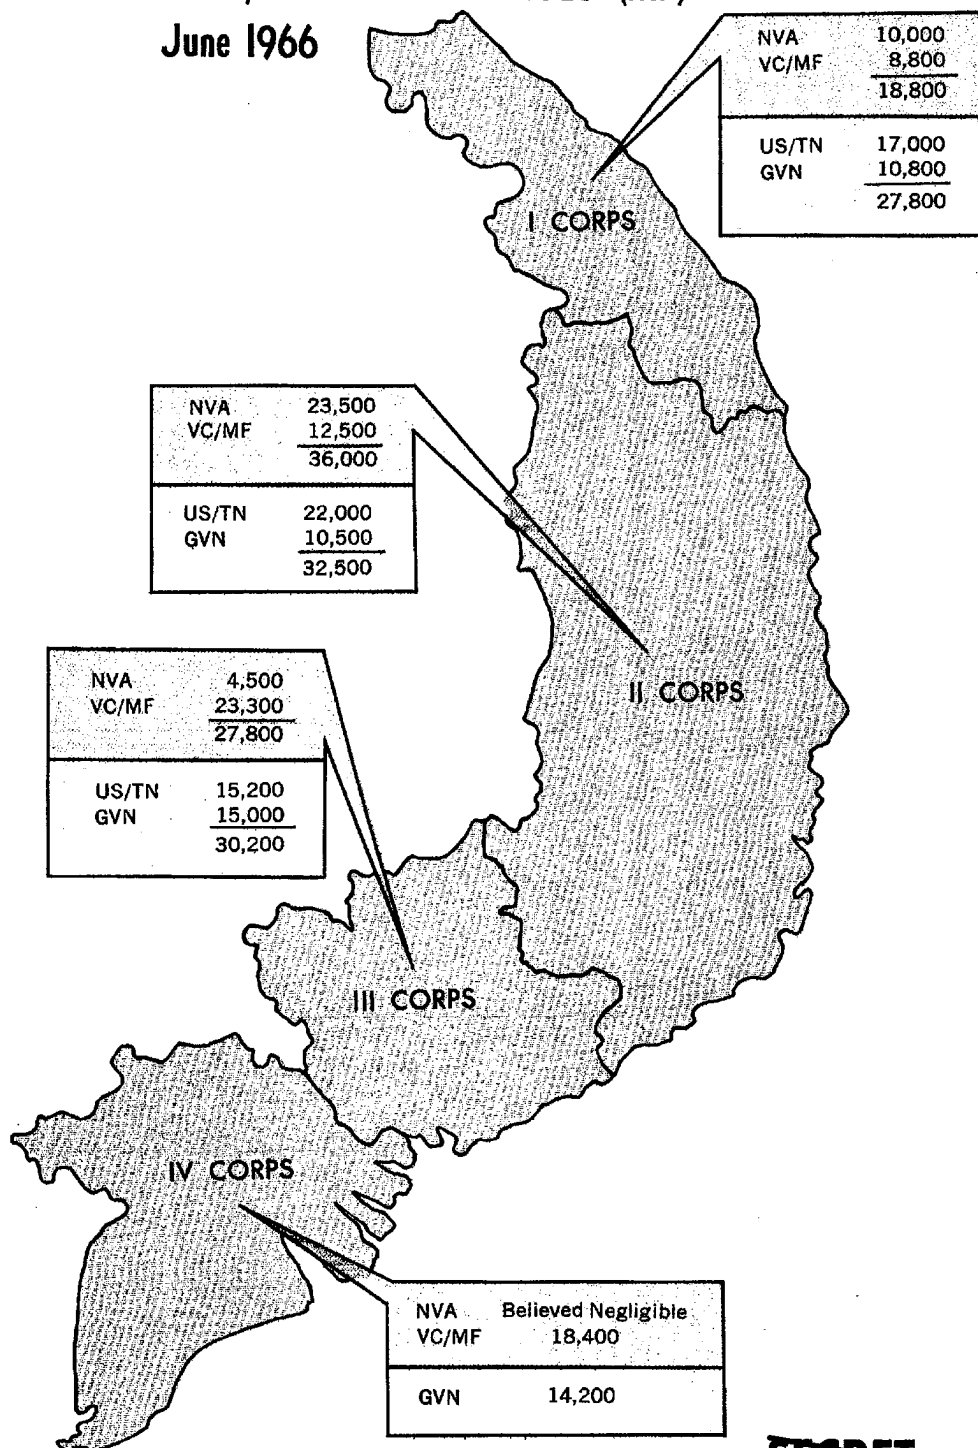 June 1966
NVA 10,000
VC/MF 8,800
18,800
US/TN 17,000
GVN 10,800
27,800
I CORPS
NVA 23,500
VC/MF 12,500
36,000
US/TN 22,000
GVN 10,500
32,500
II CORPS
NVA 4,500
VC/MF 23,300
27,800
US/TN 15,200
GVN 15,000
30,200
III CORPS
IV CORPS
NVA Believed Negligible
VC/MF 18,400
GVN 14,200